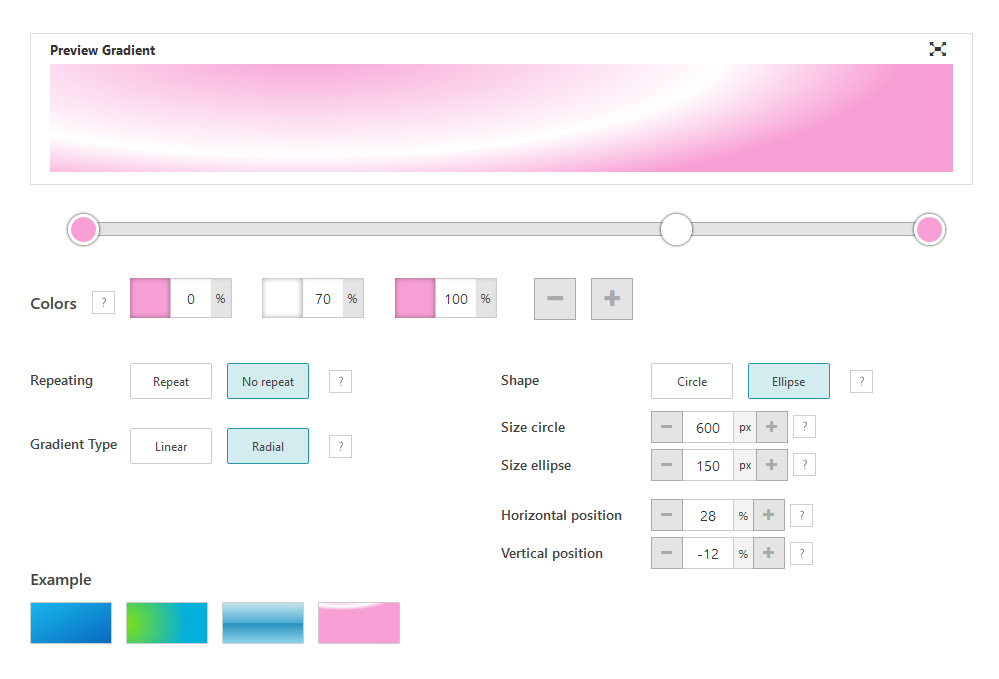 Preview Gradient
Colors ? 0 % 70 % 100 % − +
Repeating Repeat No repeat ?
Gradient Type Linear Radial ?
Shape Circle Ellipse ?
Size circle − 600 px + ?
Size ellipse − 150 px + ?
Horizontal position − 28 % + ?
Vertical position − -12 % + ?
Example